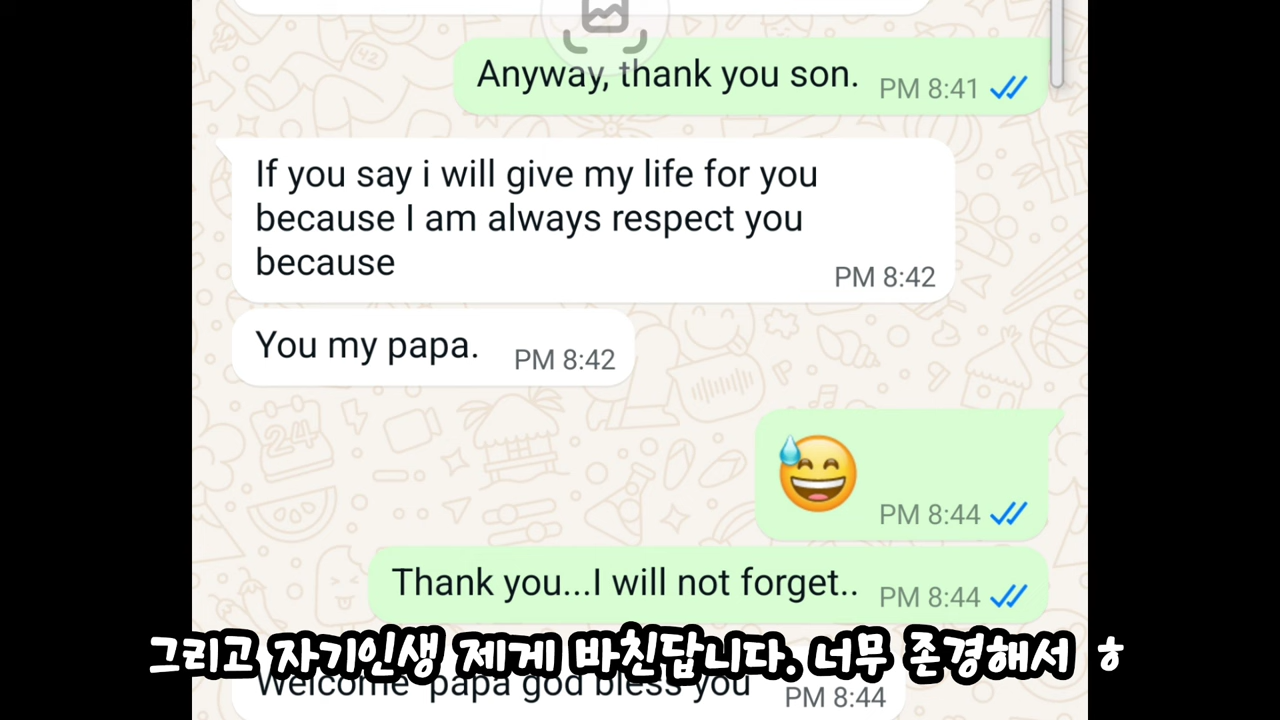 Anyway, thank you son. PM 8:41
If you say i will give my life for you
because I am always respect you
because
PM 8:42
You my papa. PM 8:42
😅 PM 8:44
Thank you...I will not forget.. PM 8:44
그리고 자기인생 제게 바친답니다. 너무 존경해서 ㅎ
Welcome papa god bless you PM 8:44